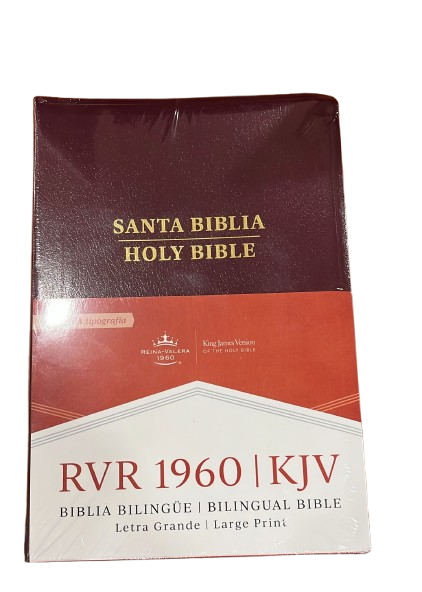 SANTA BIBLIA
HOLY BIBLE
tipografía
REINA-VALERA
1960
King James Version
OF THE HOLY BIBLE
RVR 1960 | KJV
BIBLIA BILINGÜE | BILINGUAL BIBLE
Letra Grande | Large Print